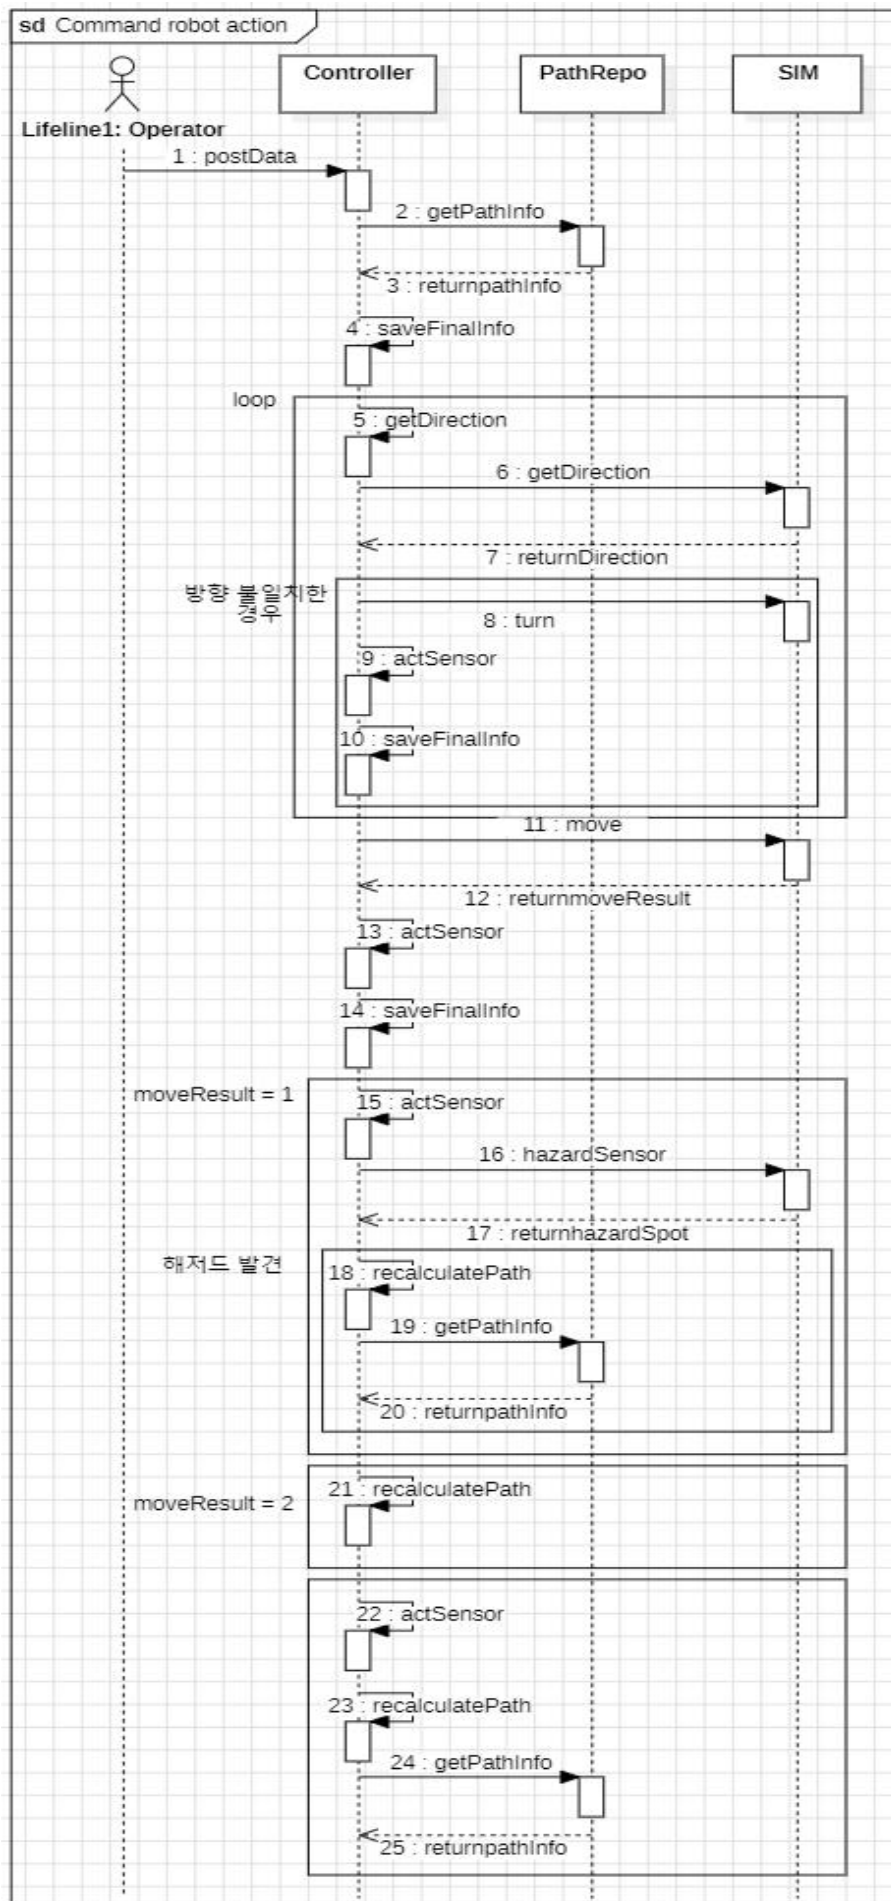 sd Command robot action
Controller
PathRepo
SIM
Lifeline1: Operator
1 : postData
2 : getPathInfo
3 : returnpathInfo
4 : saveFinalInfo
loop
5 : getDirection
6 : getDirection
7 : returnDirection
방향 불일치한
경우
8 : turn
9 : actSensor
10 : saveFinalInfo
11 : move
12 : returnmoveResult
13 : actSensor
14 : saveFinalInfo
moveResult = 1
15 : actSensor
16 : hazardSensor
17 : returnhazardSpot
해저드 발견
18 : recalculatePath
19 : getPathInfo
20 : returnpathInfo
21 : recalculatePath
moveResult = 2
22 : actSensor
23 : recalculatePath
24 : getPathInfo
25 : returnpathInfo